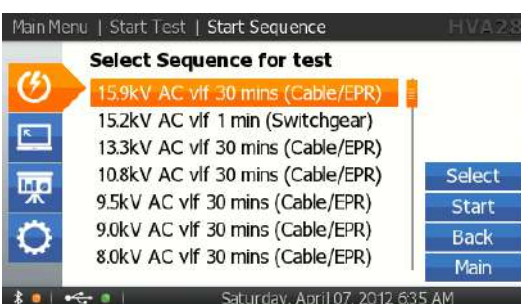 Main Menu | Start Test | Start Sequence HVA28
Select Sequence for test
15.9kV AC vlf 30 mins (Cable/EPR)
15.2kV AC vlf 1 min (Switchgear)
13.3kV AC vlf 30 mins (Cable/EPR)
10.8kV AC vlf 30 mins (Cable/EPR)
9.5kV AC vlf 30 mins (Cable/EPR)
9.0kV AC vlf 30 mins (Cable/EPR)
8.0kV AC vlf 30 mins (Cable/EPR)
Select
Start
Back
Main
Saturday, April 07, 2012 6:35 AM